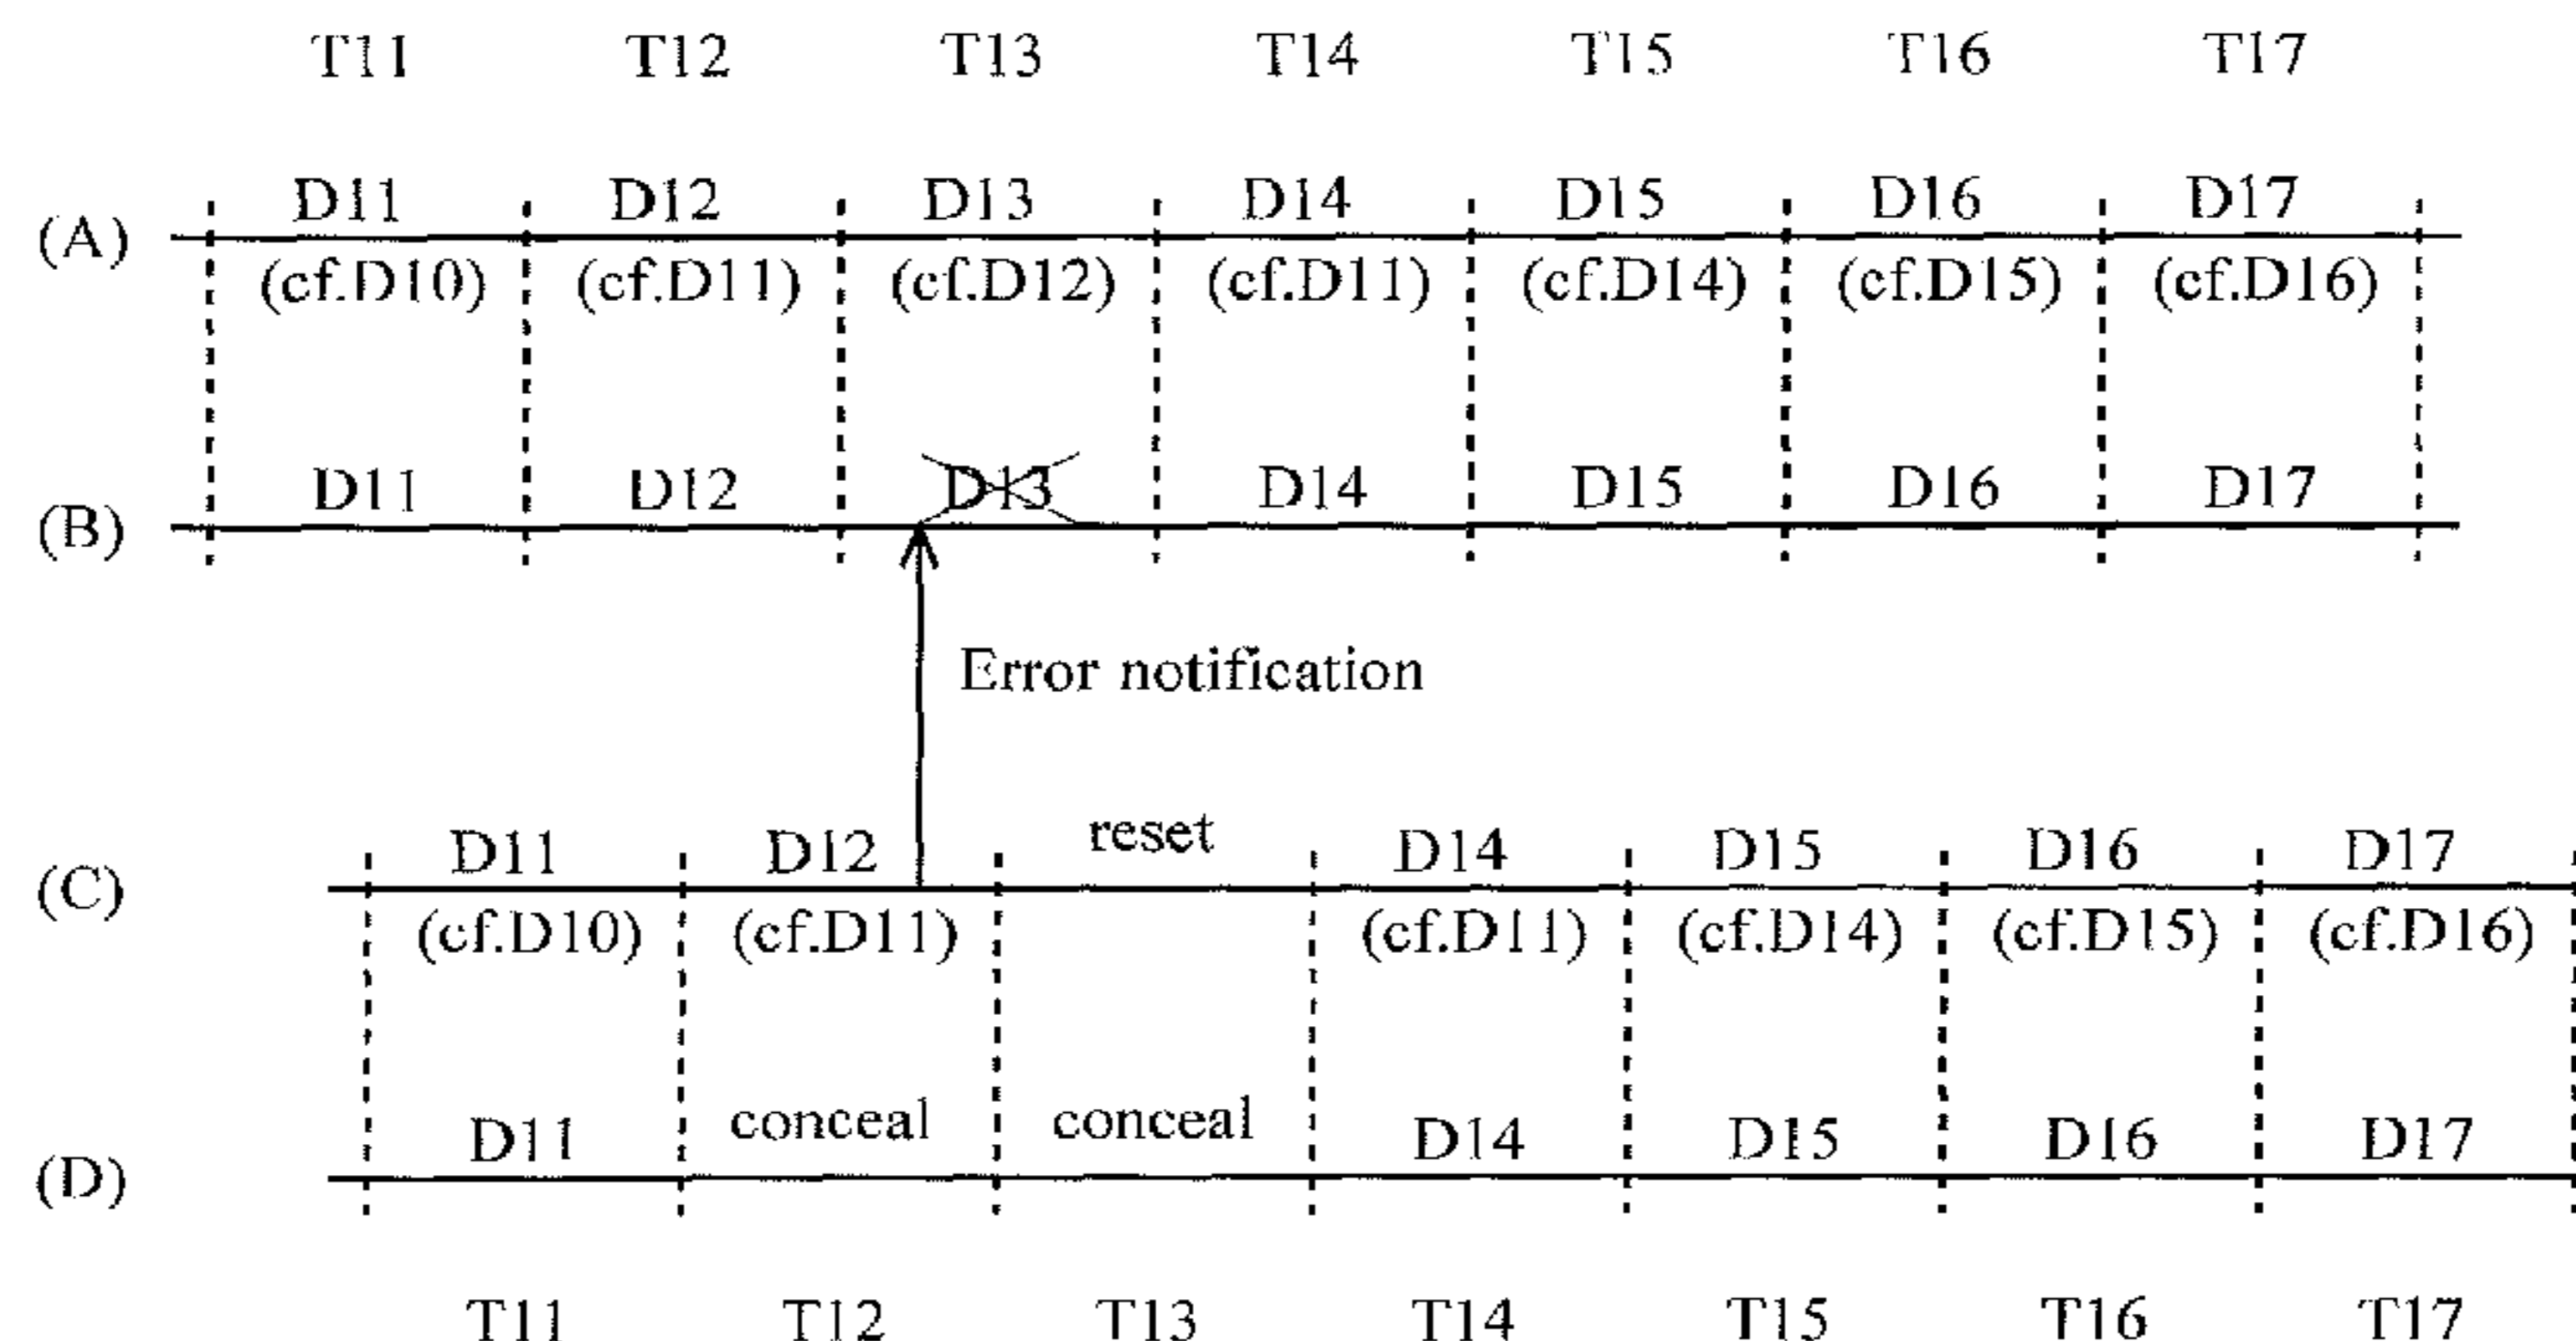 T11 T12 T13 T14 T15 T16 T17
D11 D12 D13 D14 D15 D16 D17
(A)
(cf.D10) (cf.D11) (cf.D12) (cf.D11) (cf.D14) (cf.D15) (cf.D16)
D11 D12 D13 D14 D15 D16 D17
(B)
Error notification
D11 D12 reset D14 D15 D16 D17
(C)
(cf.D10) (cf.D11) (cf.D11) (cf.D14) (cf.D15) (cf.D16)
D11 conceal conceal D14 D15 D16 D17
(D)
T11 T12 T13 T14 T15 T16 T17